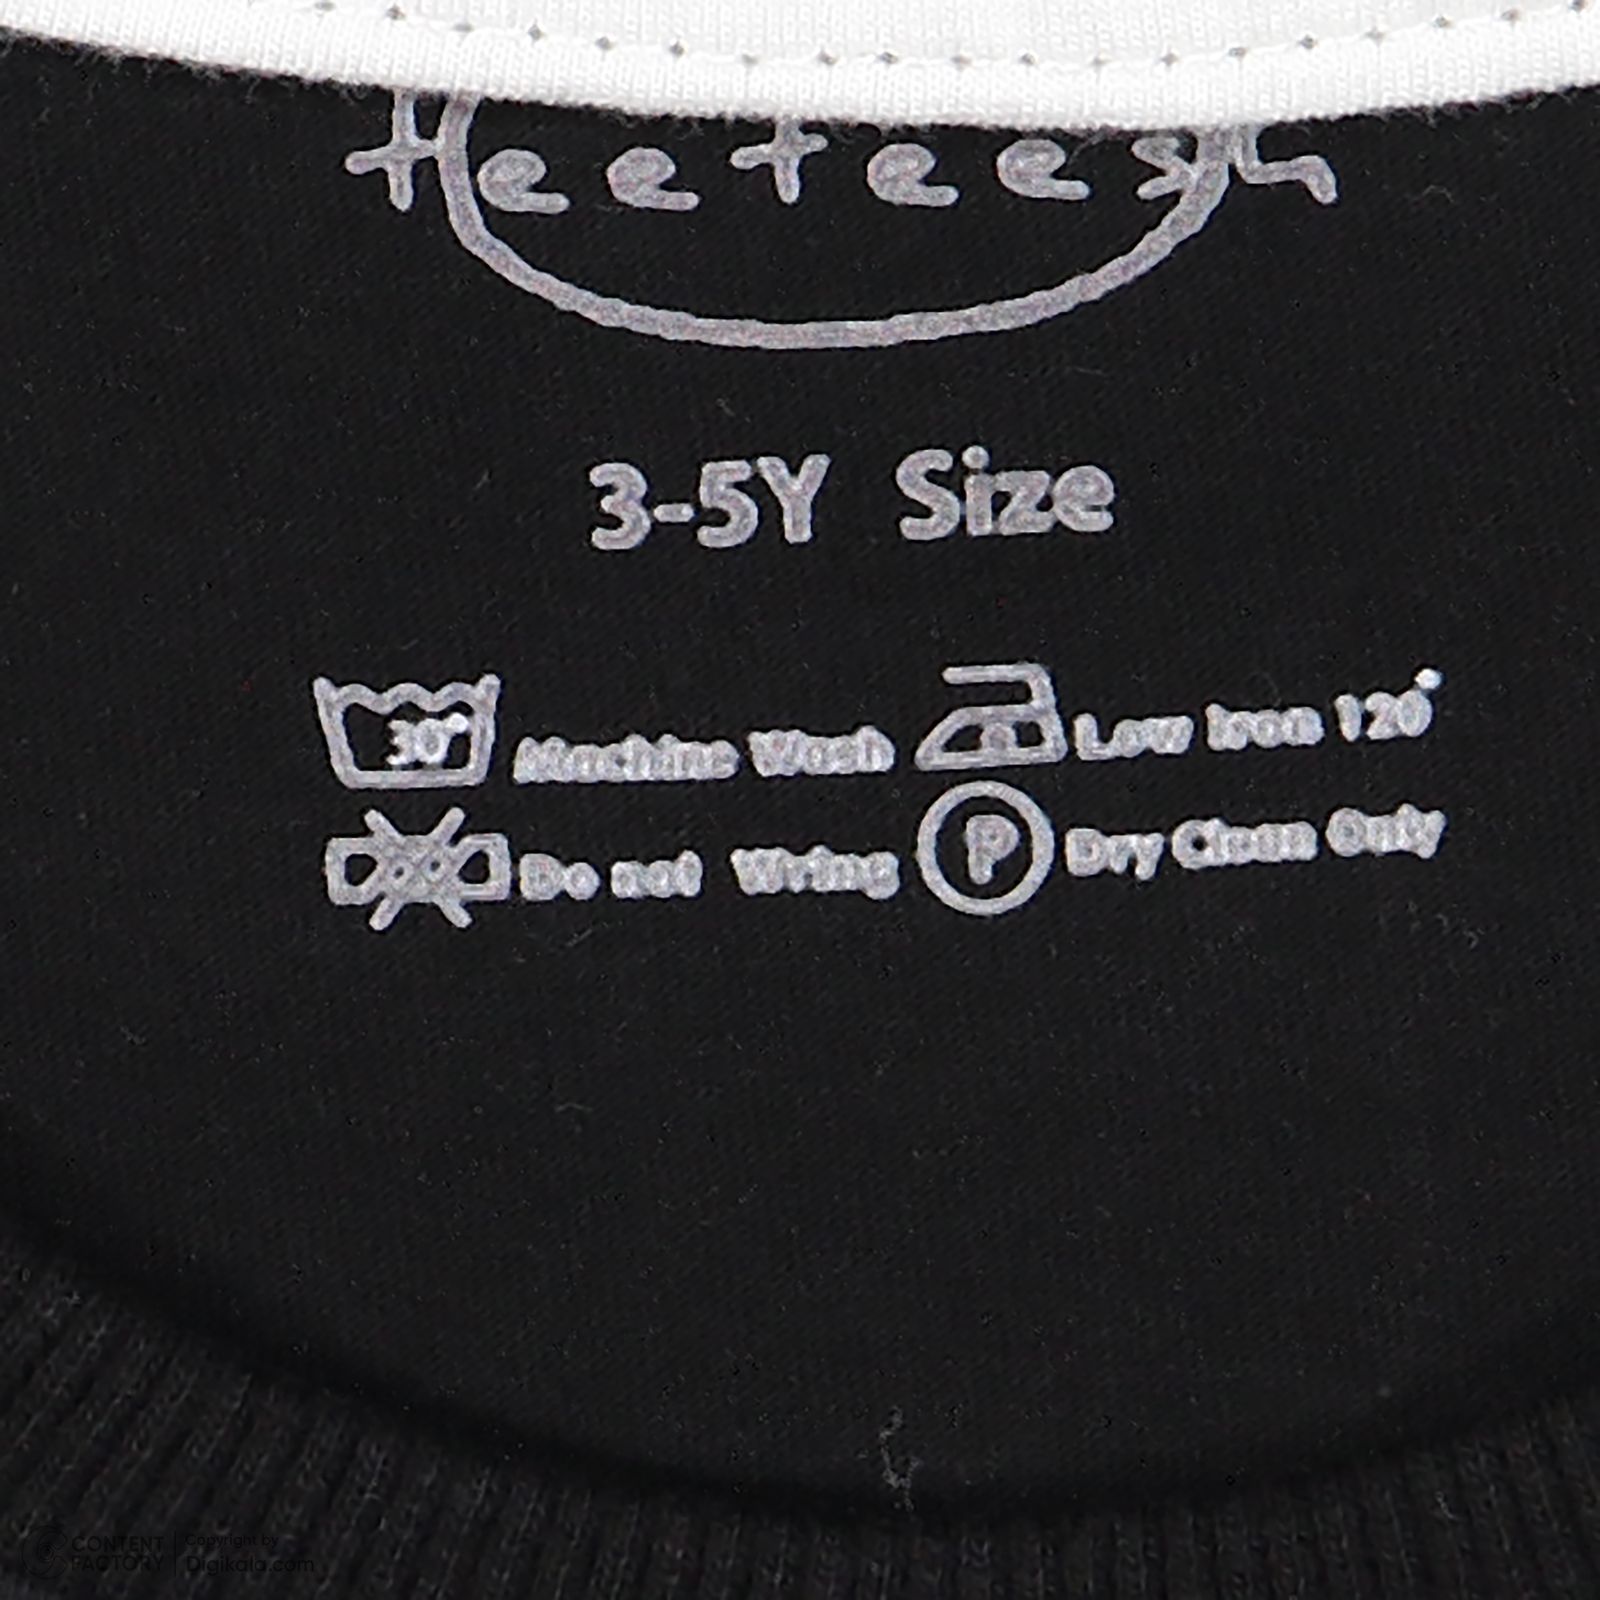 teeteesh
3-5Y Size
30° Machine Wash Low Iron 120°
Do not Wring P Dry Clean Only
CONTENT FACTORY
Copyright by
Digikala.com